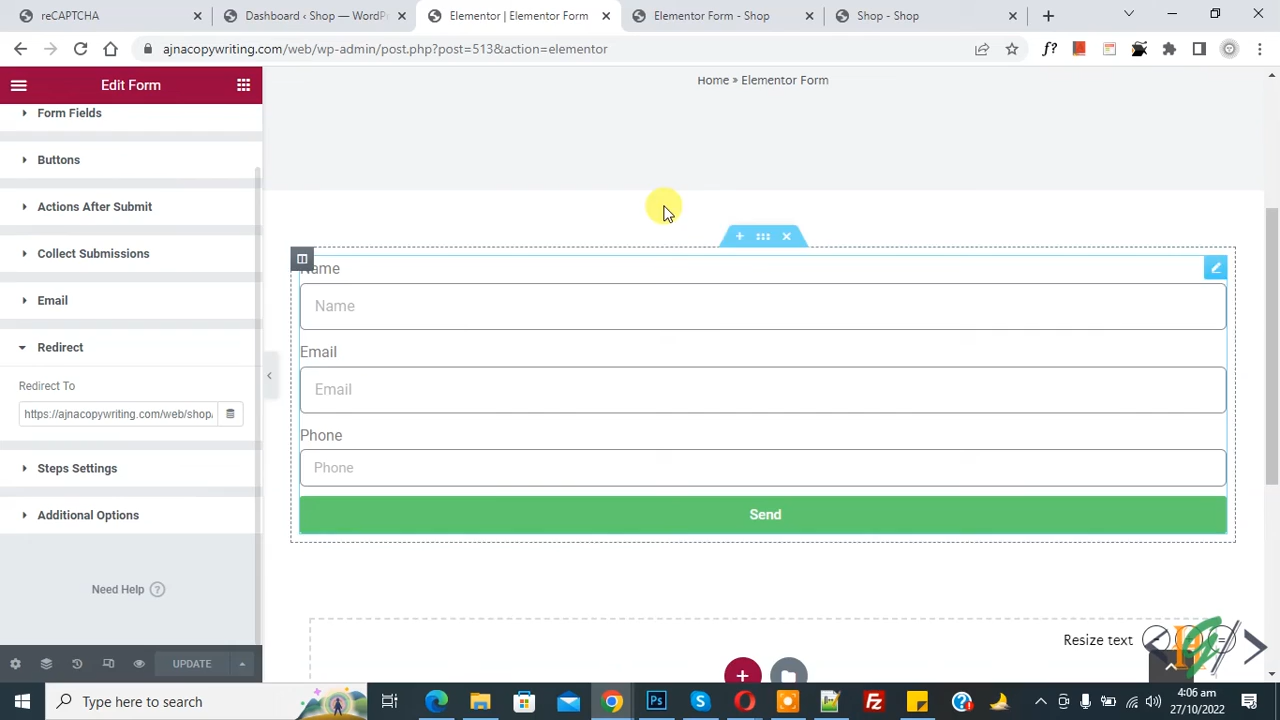 reCAPTCHA
Dashboard ‹ Shop — WordPr
Elementor | Elementor Form
Elementor Form - Shop
Shop - Shop
ajnacopywriting.com/web/wp-admin/post.php?post=513&action=elementor
f?
Edit Form
Form Fields
Buttons
Actions After Submit
Collect Submissions
Email
Redirect
Redirect To
https://ajnacopywriting.com/web/shop/
Steps Settings
Additional Options
Need Help ?
UPDATE
Home » Elementor Form
Name
Name
Email
Email
Phone
Phone
Send
Resize text
Type here to search
Ps
4:06 am
27/10/2022